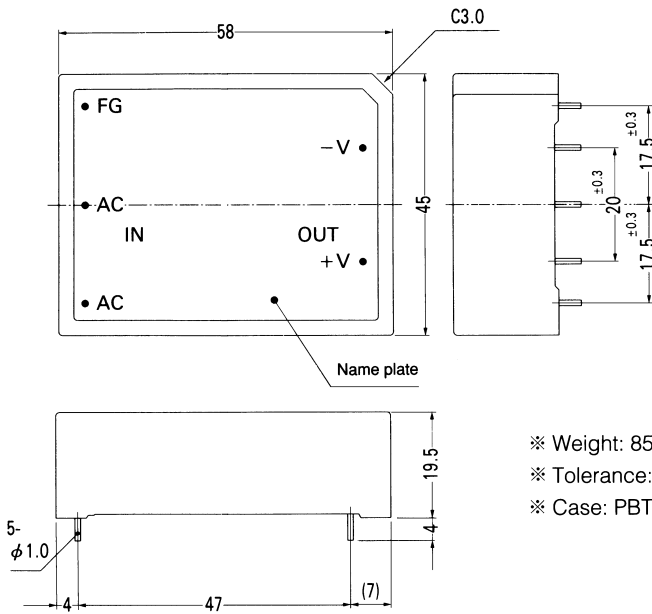 58
C3.0
FG
−V
AC
IN
OUT
+V
AC
45
Name plate
17.5 ±0.3
20 ±0.3
17.5 ±0.3
19.5
4
5-
φ1.0
4
47
(7)
※ Weight: 85
※ Tolerance:
※ Case: PBT